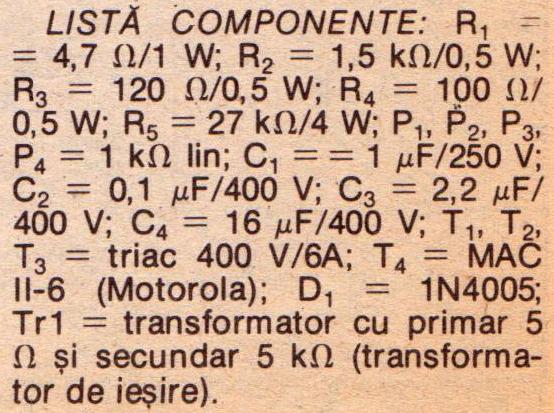 LISTĂ COMPONENTE: R₁ =
= 4,7 Ω/1 W; R₂ = 1,5 kΩ/0,5 W;
R₃ = 120 Ω/0,5 W; R₄ = 100 Ω/
0,5 W; R₅ = 27 kΩ/4 W; P₁, P₂, P₃,
P₄ = 1 kΩ lin; C₁ = = 1 μF/250 V;
C₂ = 0,1 μF/400 V; C₃ = 2,2 μF/
400 V; C₄ = 16 μF/400 V; T₁, T₂,
T₃ = triac 400 V/6A; T₄ = MAC
II-6 (Motorola); D₁ = 1N4005;
Tr1 = transformator cu primar 5
Ω și secundar 5 kΩ (transforma-
tor de ieșire).